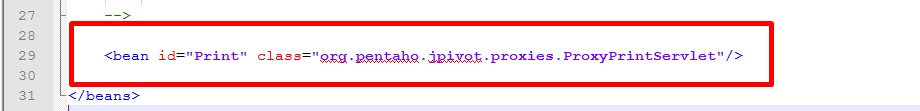 27 -->
28
29 <bean id="Print" class="org.pentaho.jpivot.proxies.ProxyPrintServlet"/>
30
31 </beans>